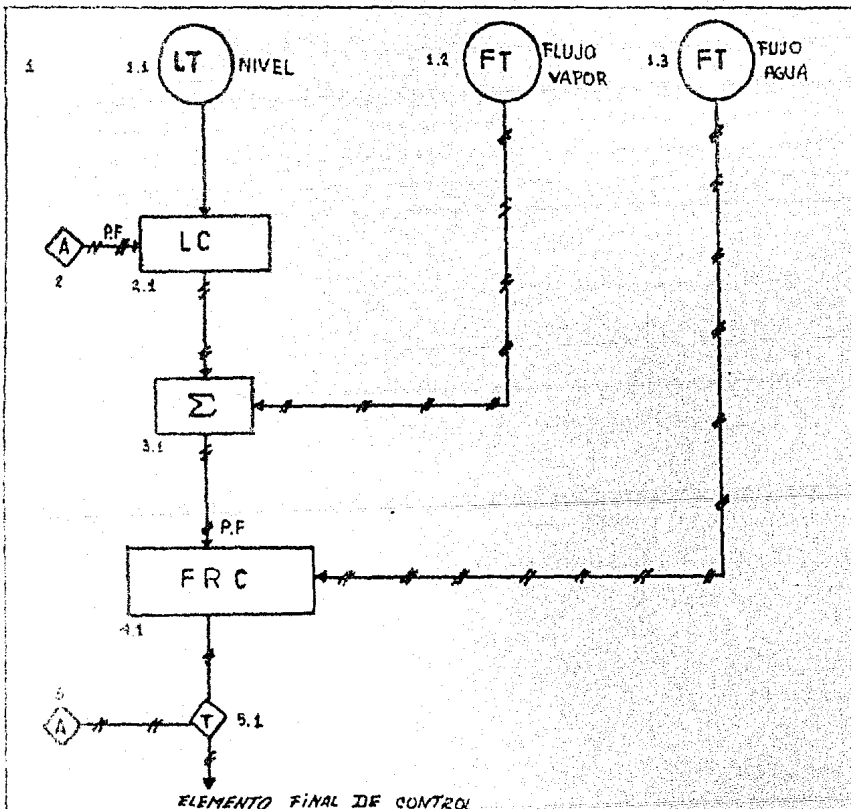 1
1.1 LT NIVEL
1.2 FT FLUJO VAPOR
1.3 FT FUJO AGUA
A P.F LC
2 2.1
Σ
3.1
P.F
FRC
4.1
5
A T 5.1
ELEMENTO FINAL DE CONTROL